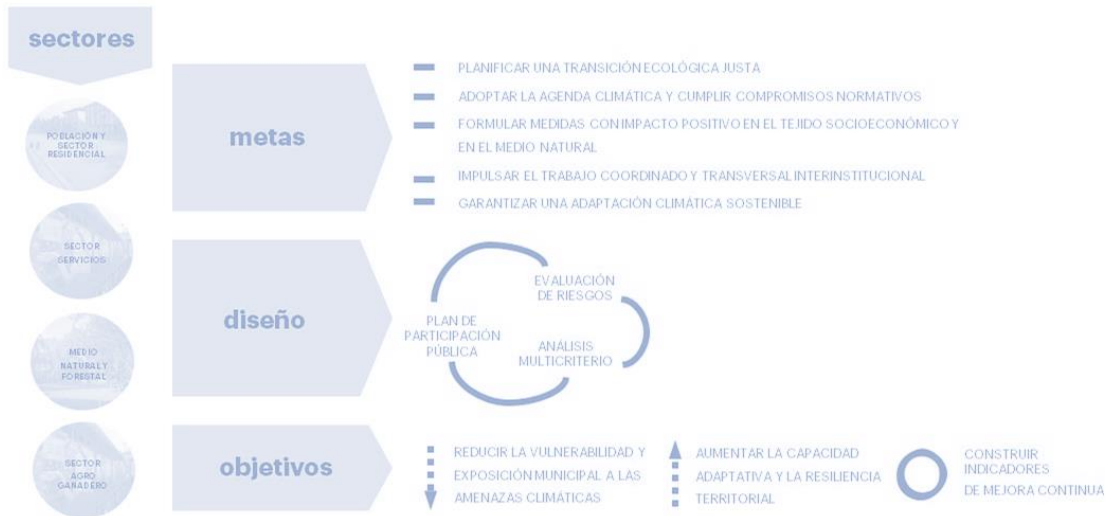 sectores
POBLACIÓN Y
SECTOR
RESIDENCIAL
SECTOR
SERVICIOS
MEDIO
NATURAL Y
FORESTAL
SECTOR
AGRO
GANADERO
metas
PLANIFICAR UNA TRANSICIÓN ECOLÓGICA JUSTA
ADOPTAR LA AGENDA CLIMÁTICA Y CUMPLIR COMPROMISOS NORMATIVOS
FORMULAR MEDIDAS CON IMPACTO POSITIVO EN EL TEJIDO SOCIOECONÓMICO Y
EN EL MEDIO NATURAL
IMPULSAR EL TRABAJO COORDINADO Y TRANSVERSAL INTERINSTITUCIONAL
GARANTIZAR UNA ADAPTACIÓN CLIMÁTICA SOSTENIBLE
diseño
EVALUACIÓN
DE RIESGOS
PLAN DE
PARTICIPACIÓN
PÚBLICA
ANÁLISIS
MULTICRITERIO
objetivos
REDUCIR LA VULNERABILIDAD Y
EXPOSICIÓN MUNICIPAL A LAS
AMENAZAS CLIMÁTICAS
AUMENTAR LA CAPACIDAD
ADAPTATIVA Y LA RESILIENCIA
TERRITORIAL
CONSTRUIR
INDICADORES
DE MEJORA CONTINUA